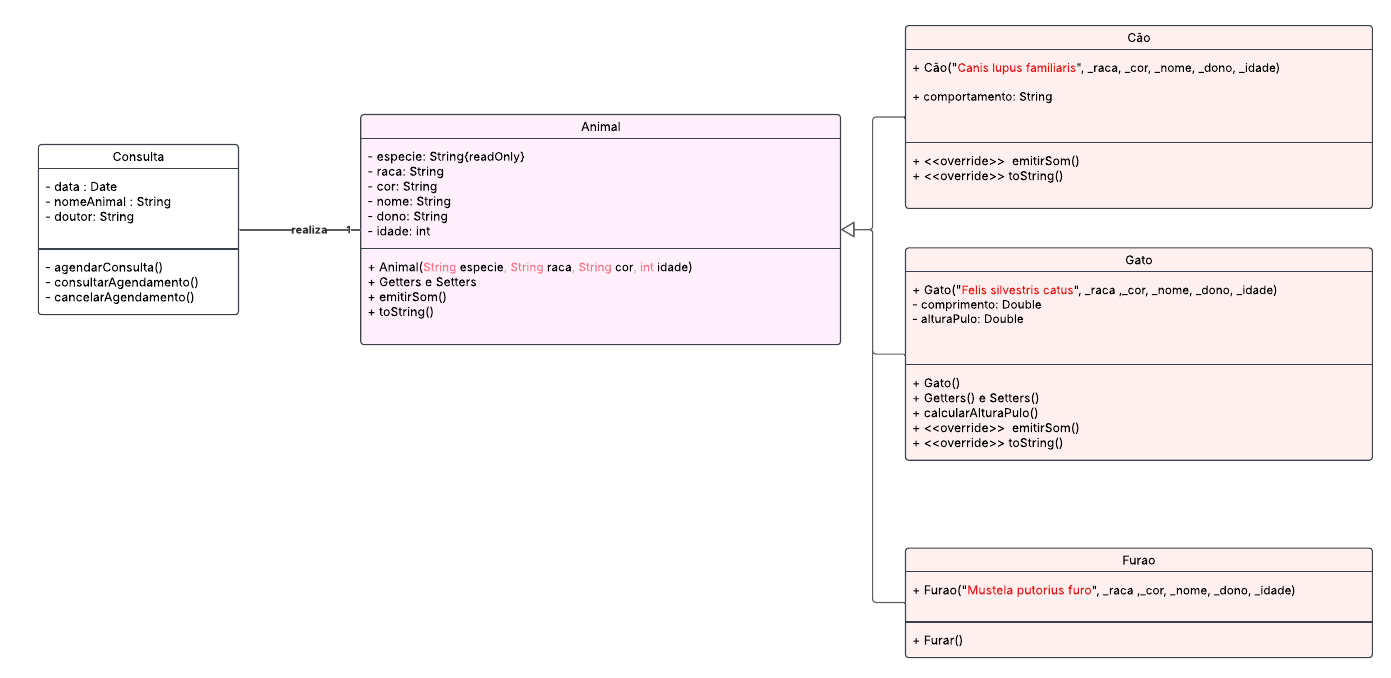 Consulta
- data : Date
- nomeAnimal : String
- doutor: String
- agendarConsulta()
- consultarAgendamento()
- cancelarAgendamento()
realiza
1
Animal
- especie: String{readOnly}
- raca: String
- cor: String
- nome: String
- dono: String
- idade: int
+ Animal(String especie, String raca, String cor, int idade)
+ Getters e Setters
+ emitirSom()
+ toString()
Cão
+ Cão("Canis lupus familiaris", _raca, _cor, _nome, _dono, _idade)
+ comportamento: String
+ <<override>>  emitirSom()
+ <<override>> toString()
Gato
+ Gato("Felis silvestris catus", _raca ,_cor, _nome, _dono, _idade)
- comprimento: Double
- alturaPulo: Double
+ Gato()
+ Getters() e Setters()
+ calcularAlturaPulo()
+ <<override>>  emitirSom()
+ <<override>> toString()
Furao
+ Furao("Mustela putorius furo", _raca ,_cor, _nome, _dono, _idade)
+ Furar()